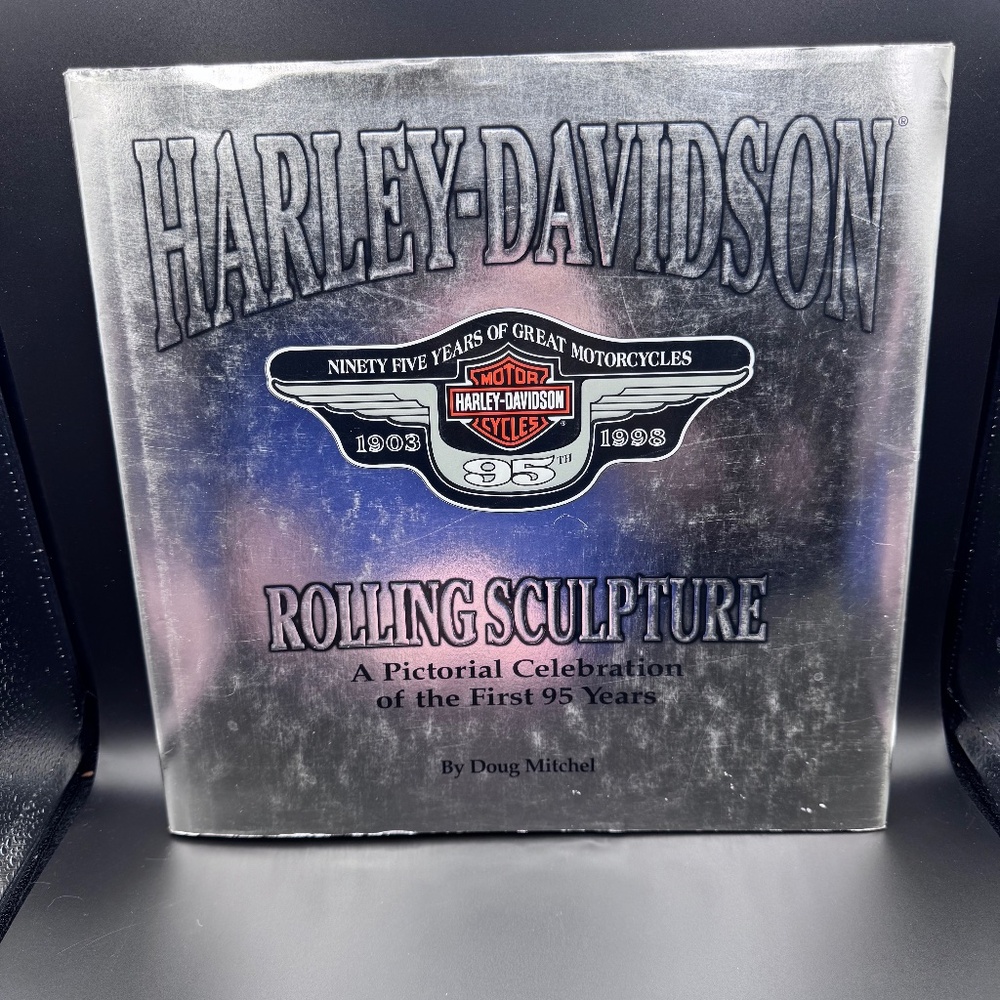 HARLEY-DAVIDSON®
NINETY FIVE YEARS OF GREAT MOTORCYCLES
MOTOR
HARLEY-DAVIDSON
CYCLES
1903
1998
95TH
ROLLING SCULPTURE
A Pictorial Celebration
of the First 95 Years
By Doug Mitchel